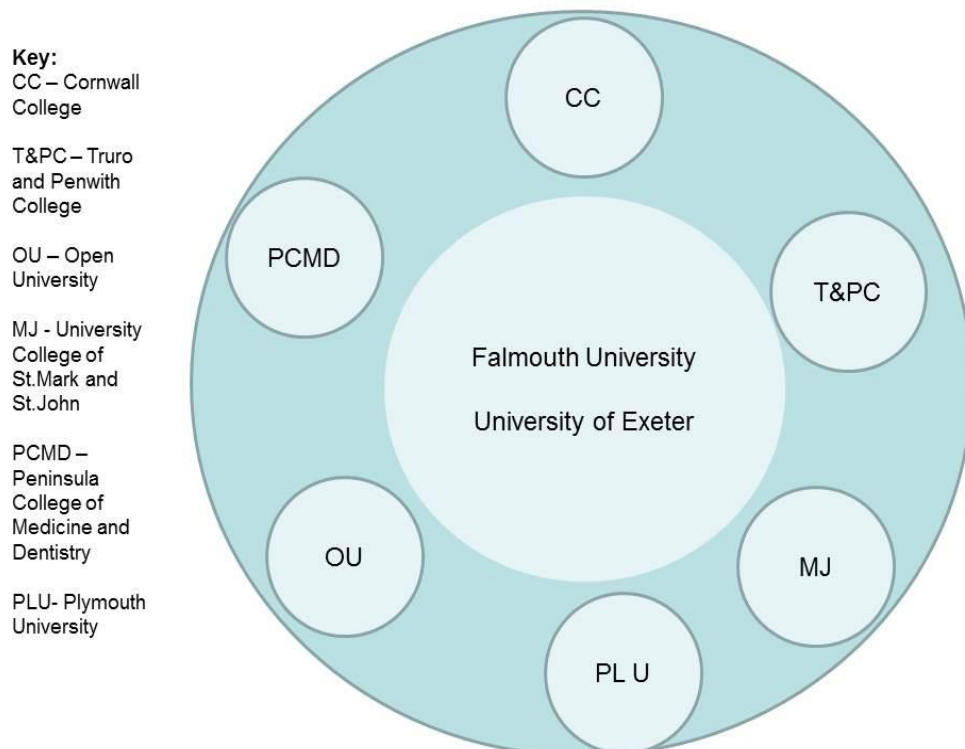 Key:
CC – Cornwall
College
T&PC – Truro
and Penwith
College
OU – Open
University
MJ - University
College of
St.Mark and
St.John
PCMD –
Peninsula
College of
Medicine and
Dentistry
PLU- Plymouth
University
CC
PCMD
T&PC
Falmouth University
University of Exeter
OU
MJ
PL U